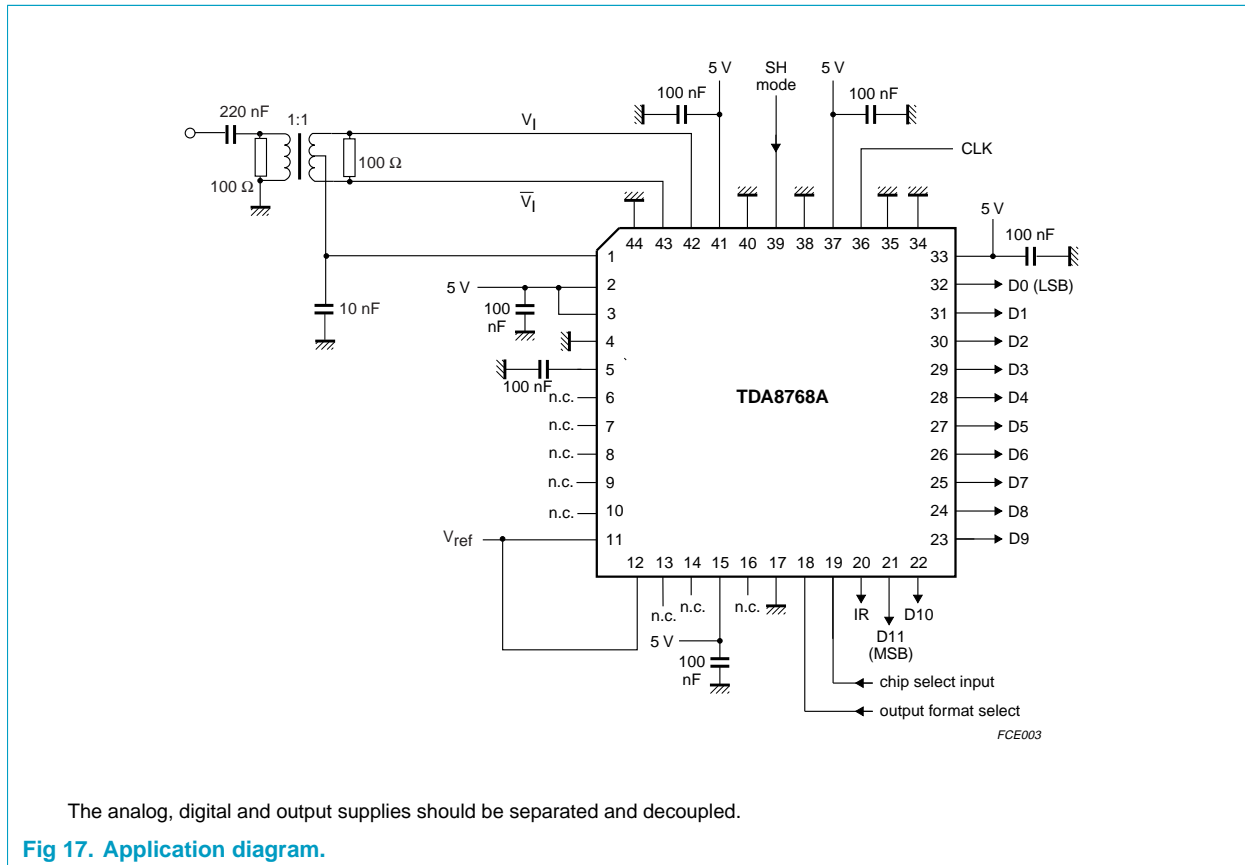 5 V
SH
mode
5 V
100 nF
100 nF
220 nF
1:1
V_I
CLK
100 Ω
100 Ω
V̅_I
5 V
100 nF
44 43 42 41 40 39 38 37 36 35 34
1
33
5 V
2
32
D0 (LSB)
10 nF
100
nF
3
31
D1
4
30
D2
5
29
D3
100 nF
n.c.
6
TDA8768A
28
D4
n.c.
7
27
D5
n.c.
8
26
D6
n.c.
9
25
D7
n.c.
10
24
D8
V_ref
11
23
D9
12 13 14 15 16 17 18 19 20 21 22
n.c.
n.c.
n.c.
IR
D10
D11
(MSB)
5 V
100
nF
chip select input
output format select
FCE003
The analog, digital and output supplies should be separated and decoupled.
Fig 17. Application diagram.